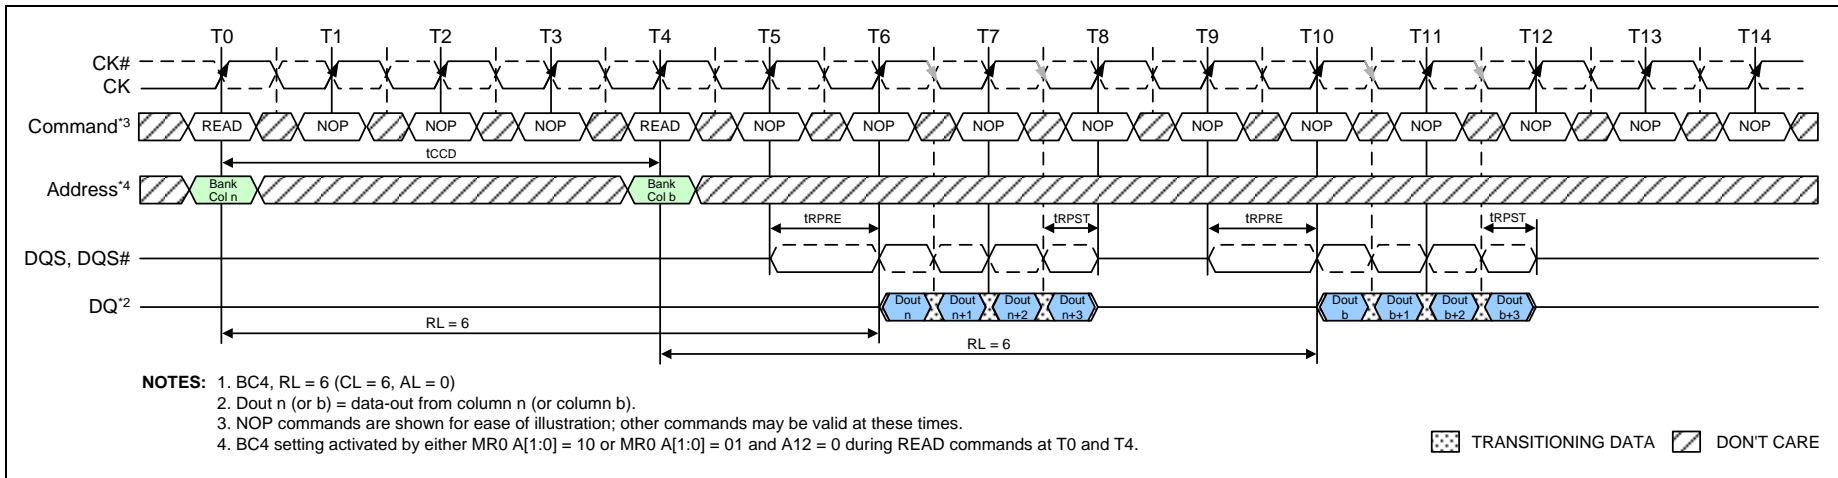 T0 T1 T2 T3 T4 T5 T6 T7 T8 T9 T10 T11 T12 T13 T14
CK#
CK
Command*3 READ NOP NOP NOP READ NOP NOP NOP NOP NOP NOP NOP NOP NOP NOP
tCCD
Address*4 Bank Col n Bank Col b
tRPRE tRPST tRPRE tRPST
DQS, DQS#
DQ*2 Dout n Dout n+1 Dout n+2 Dout n+3 Dout b Dout b+1 Dout b+2 Dout b+3
RL = 6
RL = 6
NOTES: 1. BC4, RL = 6 (CL = 6, AL = 0)
2. Dout n (or b) = data-out from column n (or column b).
3. NOP commands are shown for ease of illustration; other commands may be valid at these times.
4. BC4 setting activated by either MR0 A[1:0] = 10 or MR0 A[1:0] = 01 and A12 = 0 during READ commands at T0 and T4.
TRANSITIONING DATA DON'T CARE